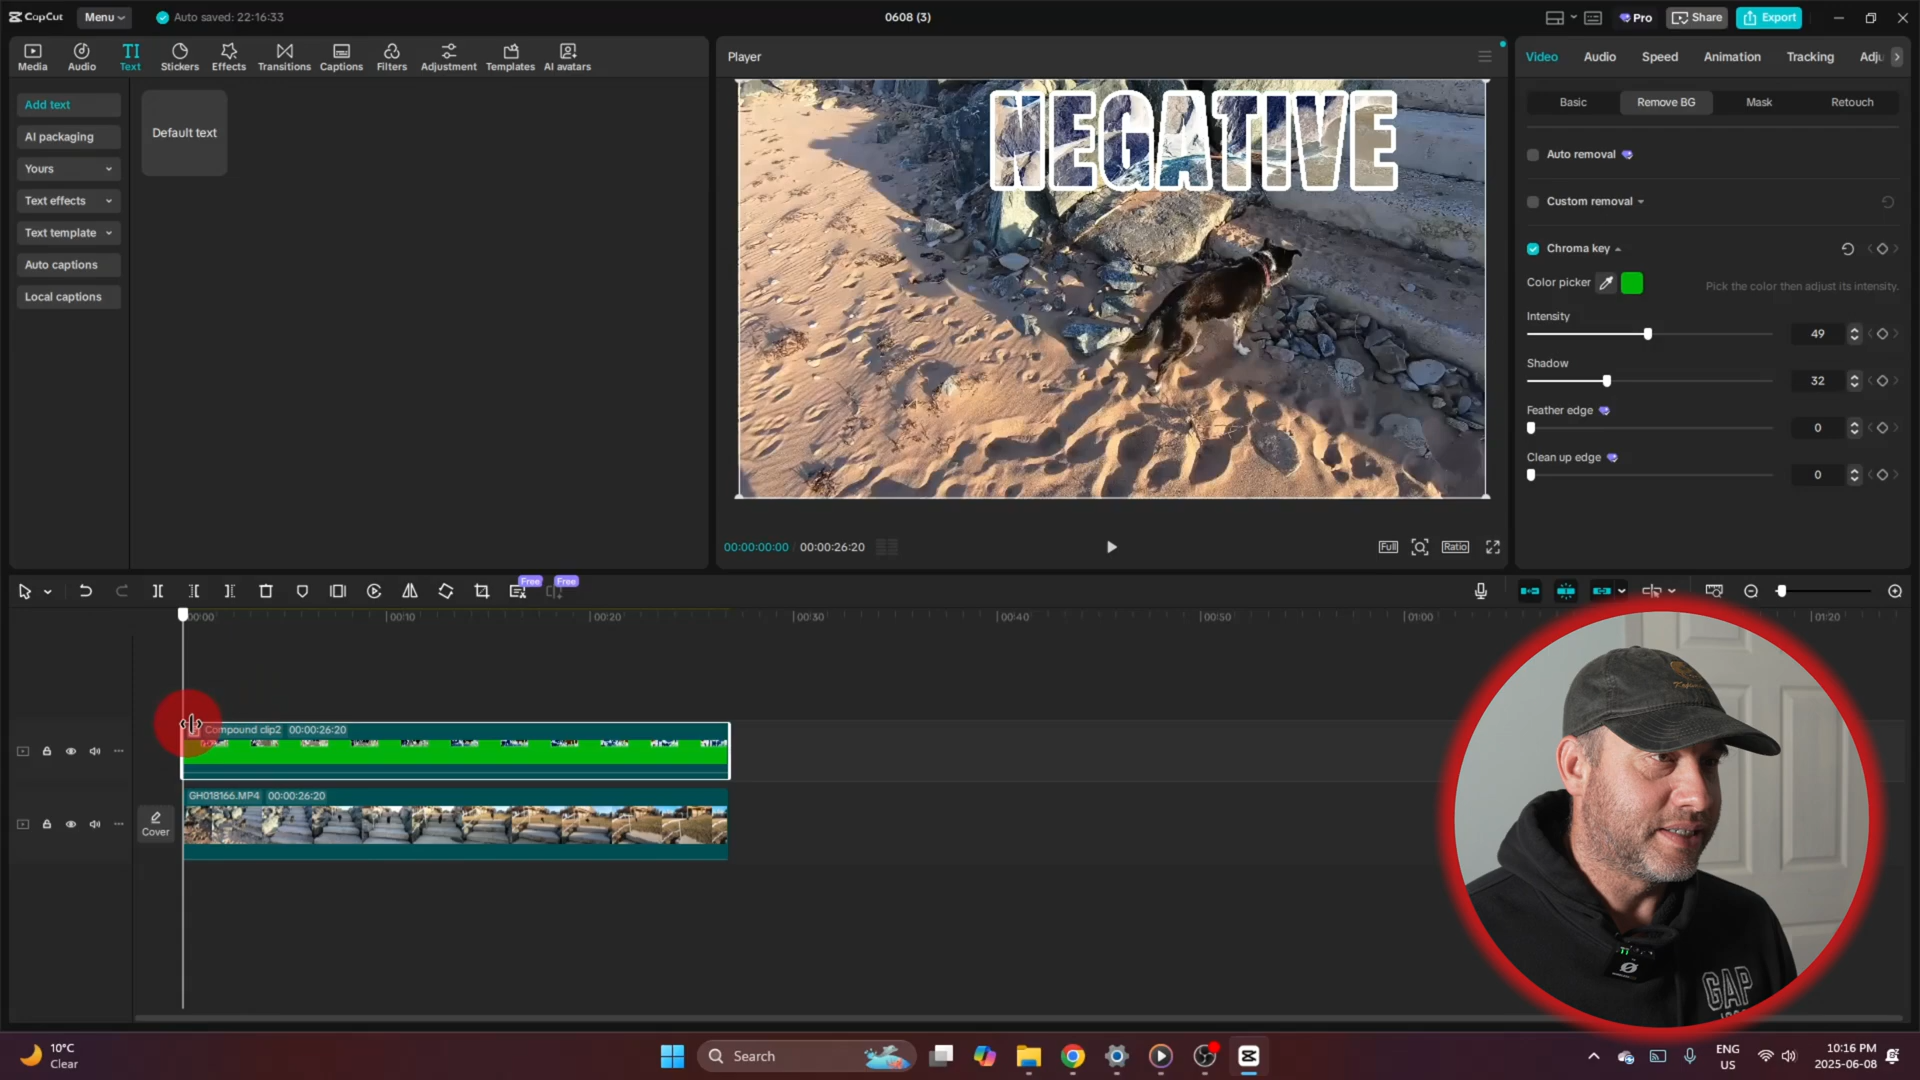 CapCut Menu Auto saved: 22:16:33 0608 (3) Pro Share Export
Media Audio Text Stickers Effects Transitions Captions Filters Adjustment Templates AI avatars
TI
Add text
AI packaging
Yours
Text effects
Text template
Auto captions
Local captions
Default text
Player
NEGATIVE
00:00:00:00 / 00:00:26:20 Full Ratio
Video Audio Speed Animation Tracking Adju
Basic Remove BG Mask Retouch
Auto removal
Custom removal
Chroma key
Color picker Pick the color then adjust its intensity.
Intensity
49
Shadow
32
Feather edge
0
Clean up edge
0
Free Free
00:00 00:10 00:20 00:30 00:40 00:50 01:00 01:20
Compound clip2 00:00:26:20
GH018166.MP4 00:00:26:20
Cover
GAP
10°C
Clear
Search
ENG
US
10:16 PM
2025-06-08